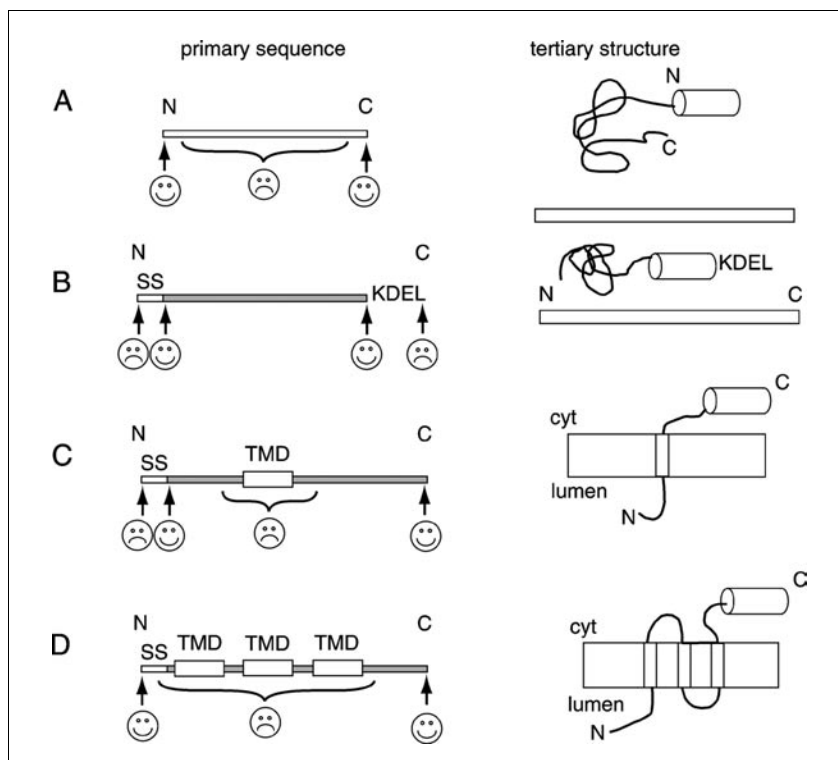 primary sequence
tertiary structure
A
N
C
N
C
B
N
C
SS
KDEL
KDEL
N
C
C
N
C
SS
TMD
C
cyt
lumen
N
D
N
C
SS
TMD
TMD
TMD
C
cyt
lumen
N